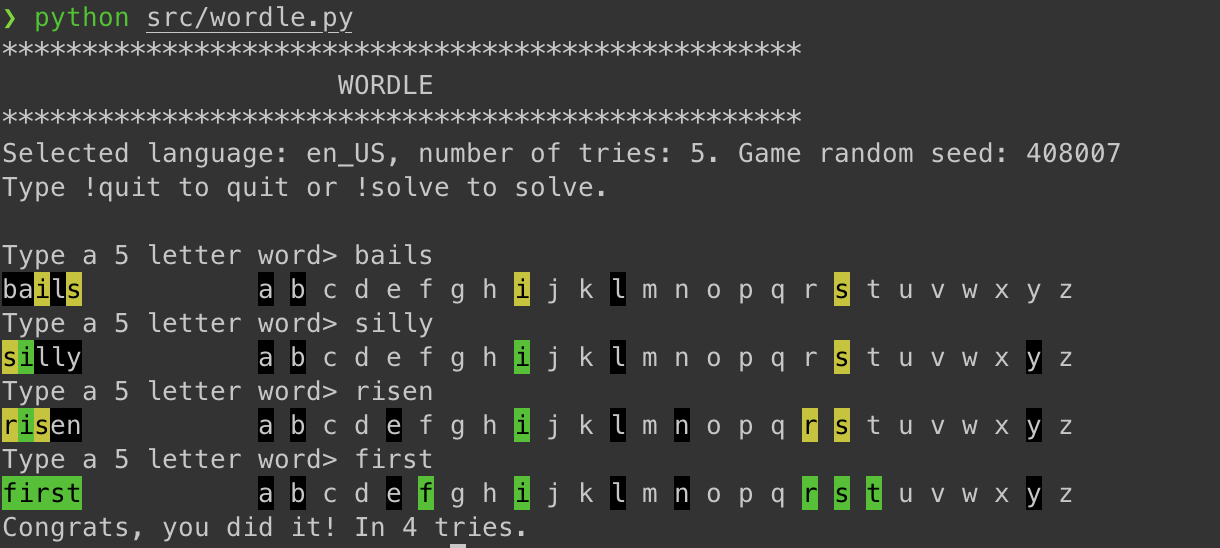 ❯ python src/wordle.py
**************************************************
WORDLE
**************************************************
Selected language: en_US, number of tries: 5. Game random seed: 408007
Type !quit to quit or !solve to solve.
Type a 5 letter word> bails
bails a b c d e f g h i j k l m n o p q r s t u v w x y z
Type a 5 letter word> silly
silly a b c d e f g h i j k l m n o p q r s t u v w x y z
Type a 5 letter word> risen
risen a b c d e f g h i j k l m n o p q r s t u v w x y z
Type a 5 letter word> first
first a b c d e f g h i j k l m n o p q r s t u v w x y z
Congrats, you did it! In 4 tries.